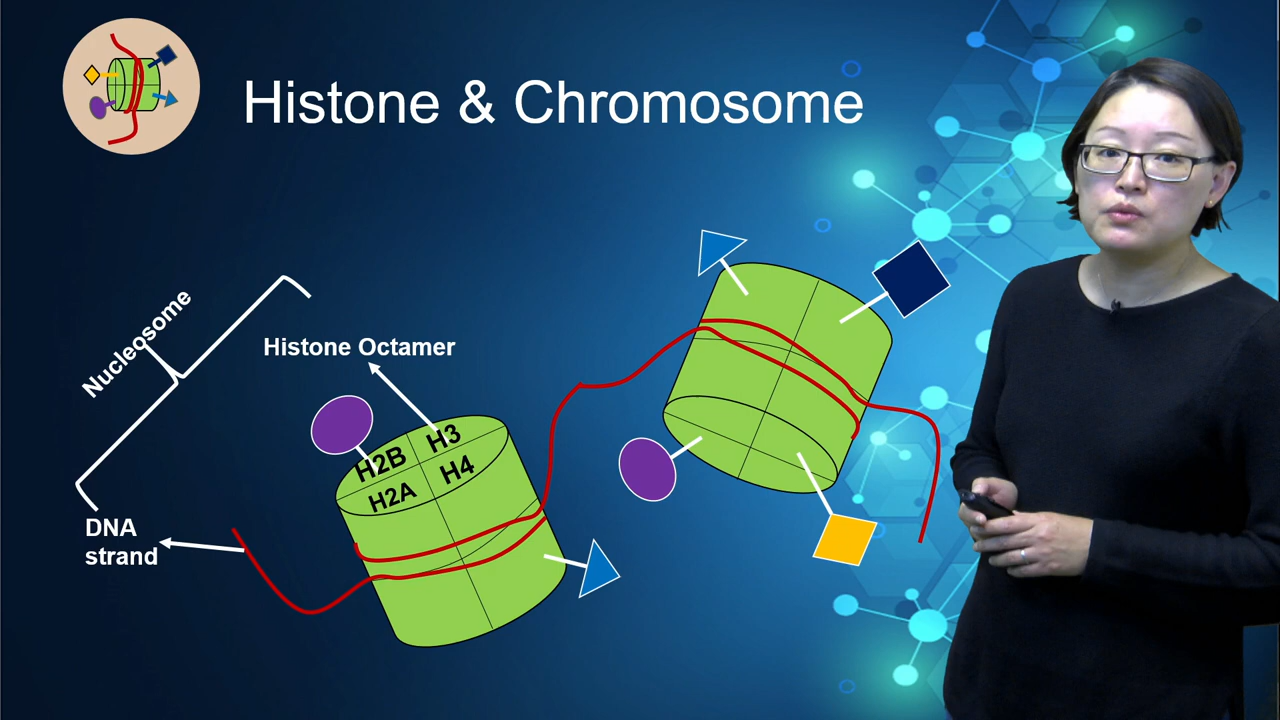 Histone & Chromosome
Nucleosome
Histone Octamer
H2B
H3
H2A
H4
DNA
strand